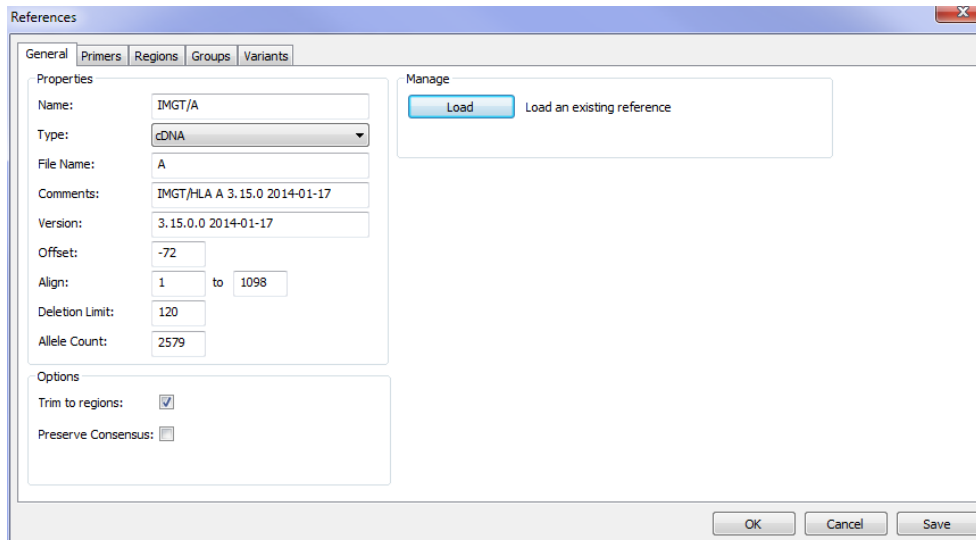 References
General Primers Regions Groups Variants
Properties
Name: IMGT/A
Type: cDNA
File Name: A
Comments: IMGT/HLA A 3.15.0 2014-01-17
Version: 3.15.0.0 2014-01-17
Offset: -72
Align: 1 to 1098
Deletion Limit: 120
Allele Count: 2579
Options
Trim to regions:
Preserve Consensus:
Manage
Load Load an existing reference
OK Cancel Save